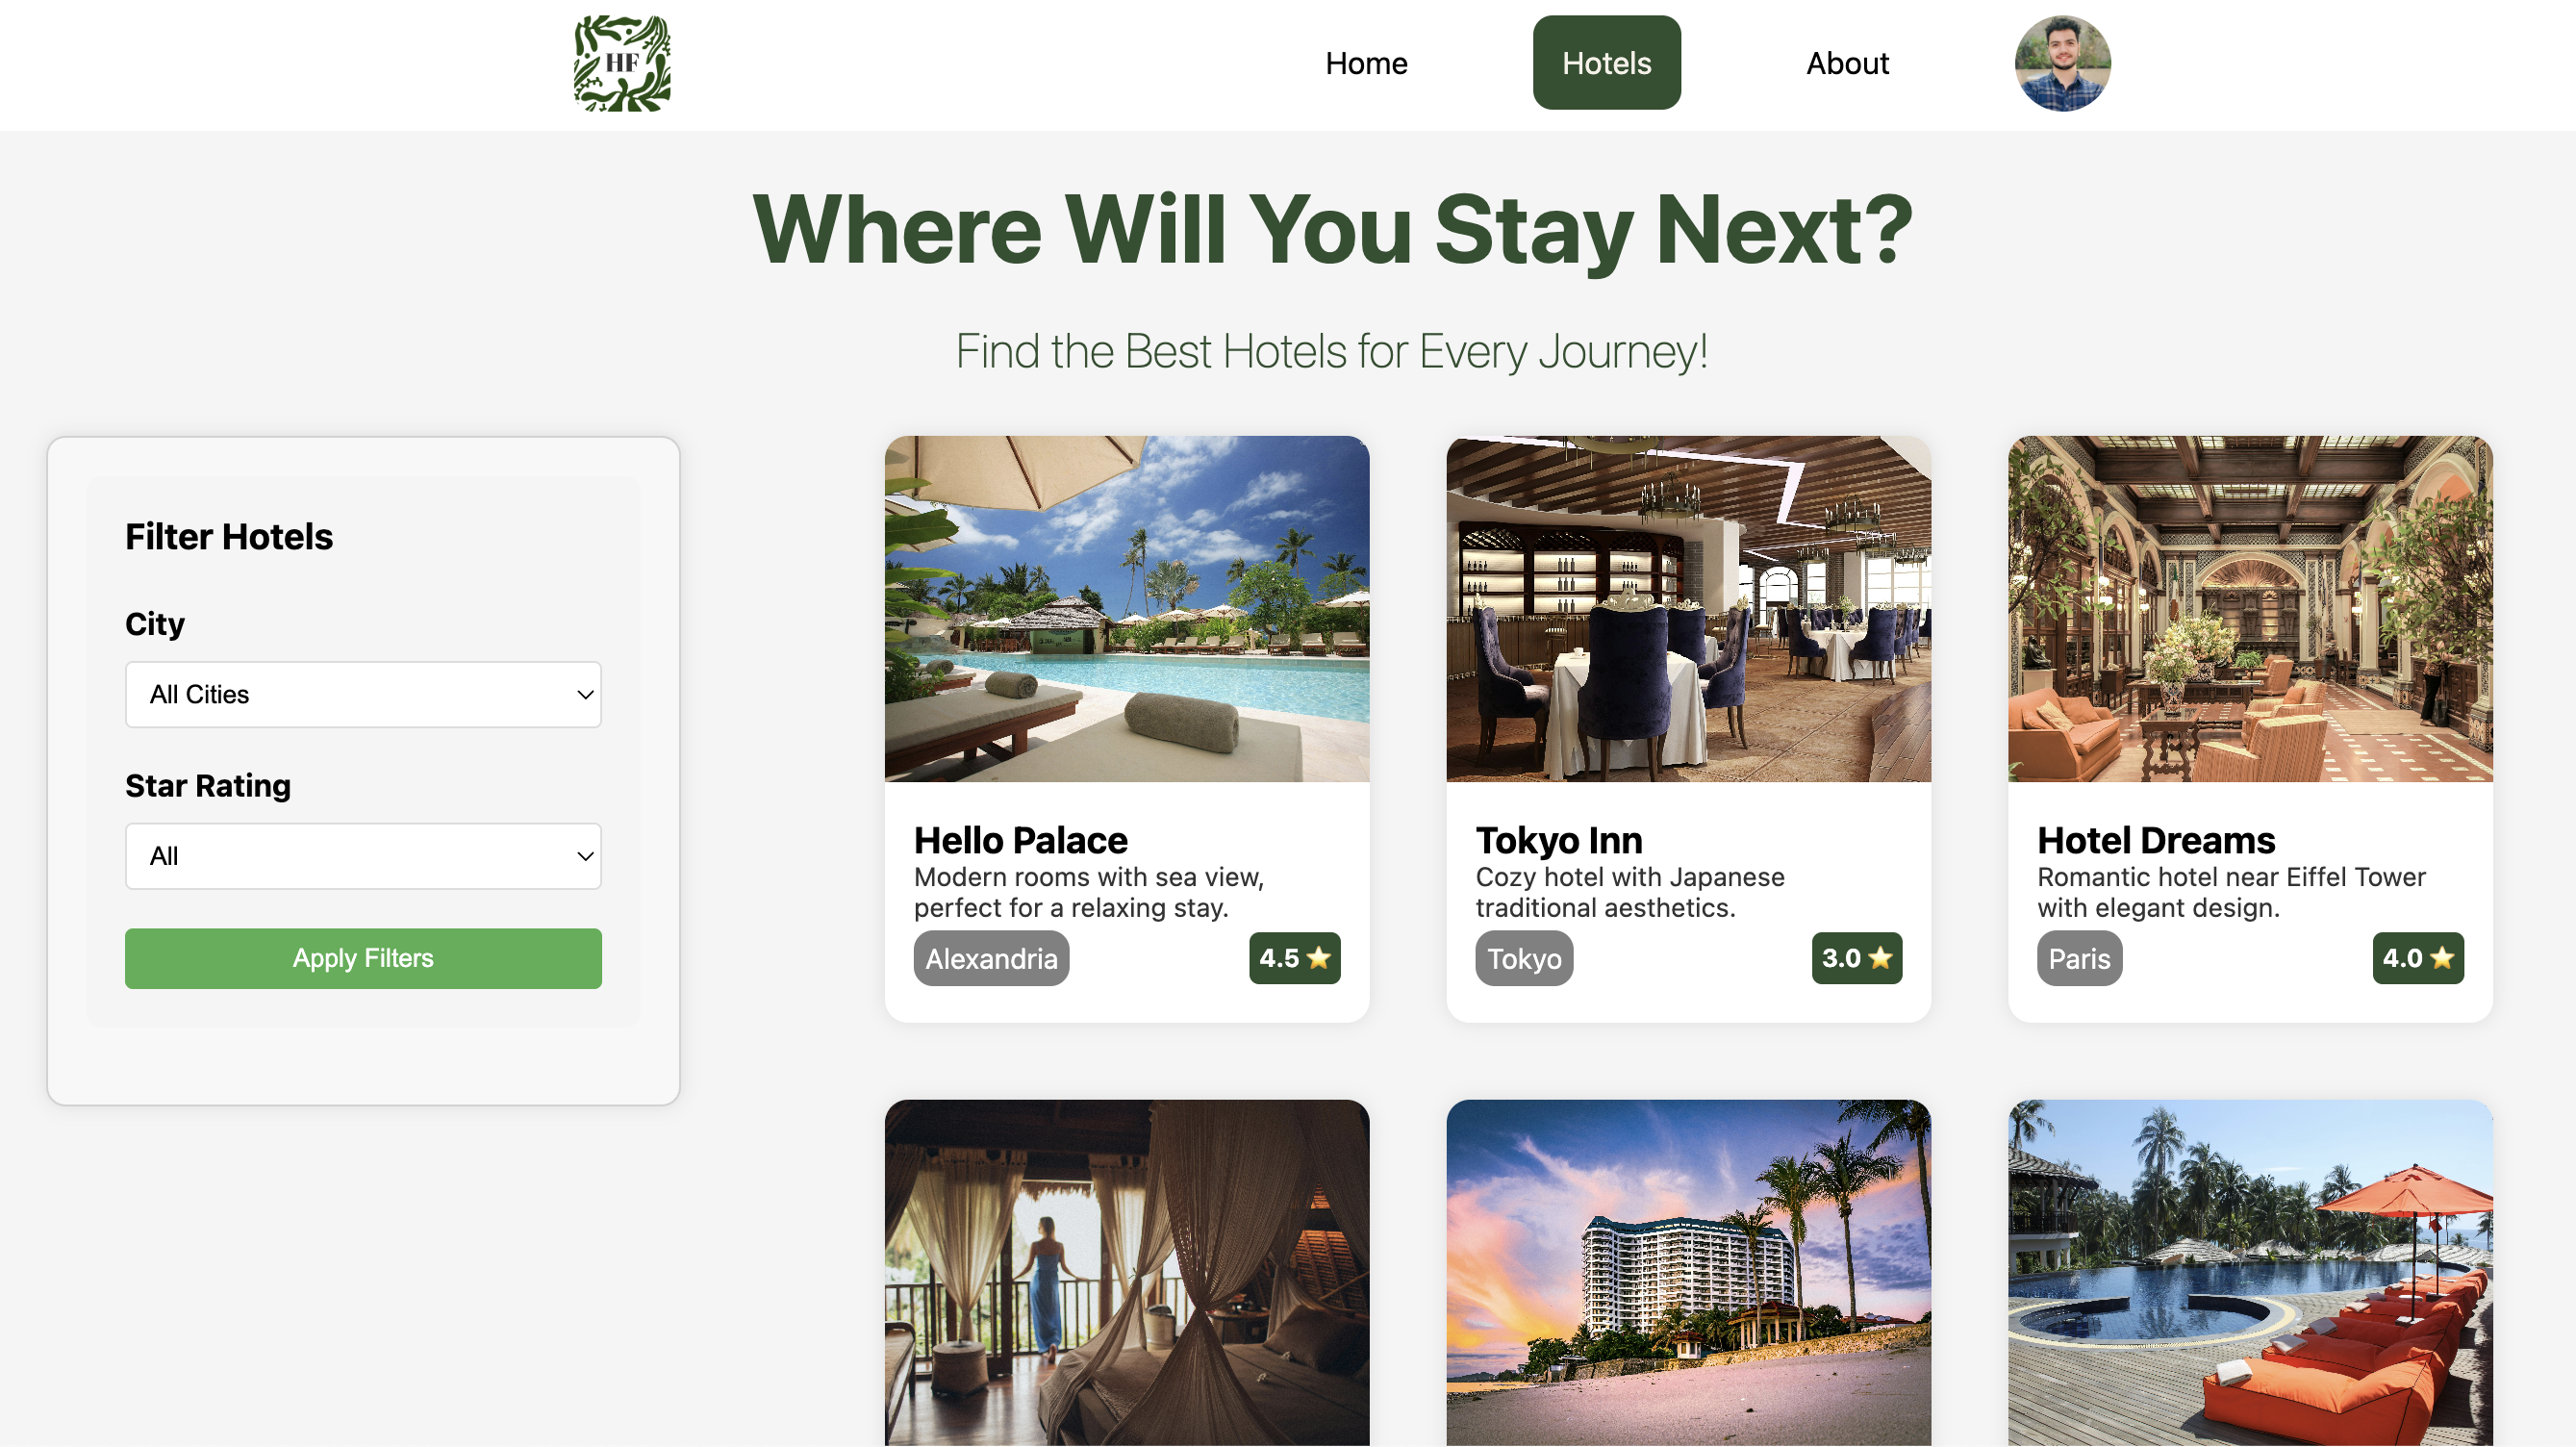 HF
Home
Hotels
About
Where Will You Stay Next?
Find the Best Hotels for Every Journey!
Filter Hotels
City
All Cities
Star Rating
All
Apply Filters
Hello Palace
Modern rooms with sea view,
perfect for a relaxing stay.
Alexandria
4.5 ⭐
Tokyo Inn
Cozy hotel with Japanese
traditional aesthetics.
Tokyo
3.0 ⭐
Hotel Dreams
Romantic hotel near Eiffel Tower
with elegant design.
Paris
4.0 ⭐